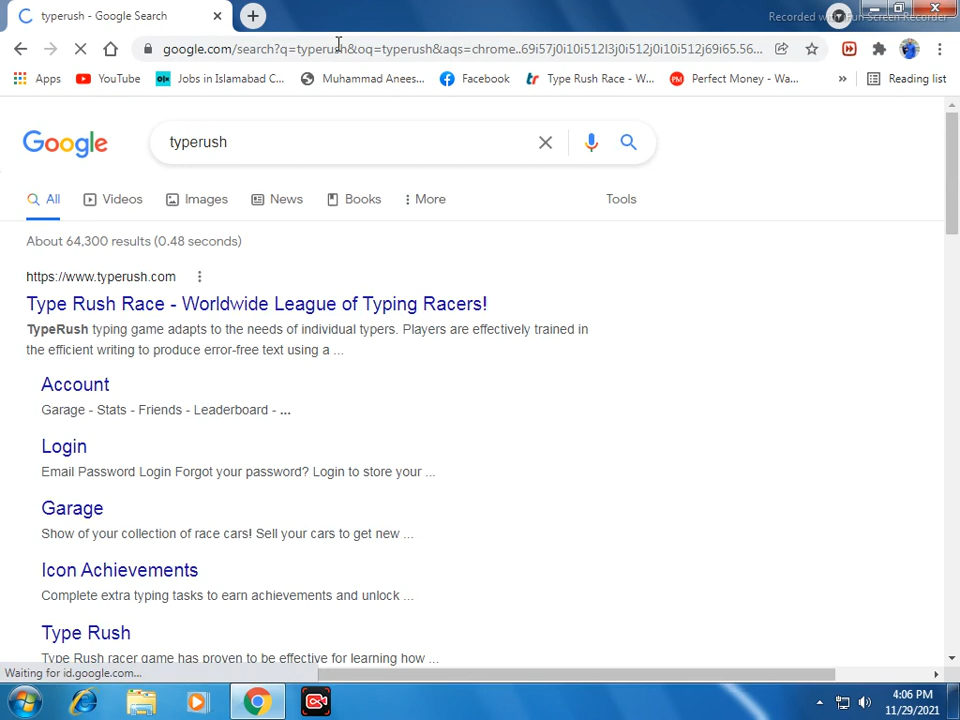 typerush - Google Search
Recorded with iFun Screen Recorder
google.com/search?q=typerush&oq=typerush&aqs=chrome..69i57j0i10i512l3j0i512j0i10i512j69i65.56...
Apps
YouTube
Jobs in Islamabad C...
Muhammad Anees...
Facebook
Type Rush Race - W...
Perfect Money - Wa...
»
Reading list
Google
typerush
All
Videos
Images
News
Books
More
Tools
About 64,300 results (0.48 seconds)
https://www.typerush.com
Type Rush Race - Worldwide League of Typing Racers!
TypeRush typing game adapts to the needs of individual typers. Players are effectively trained in
the efficient writing to produce error-free text using a ...
Account
Garage - Stats - Friends - Leaderboard - ...
Login
Email Password Login Forgot your password? Login to store your ...
Garage
Show of your collection of race cars! Sell your cars to get new ...
Icon Achievements
Complete extra typing tasks to earn achievements and unlock ...
Type Rush
Type Rush racer game has proven to be effective for learning how ...
Waiting for id.google.com...
4:06 PM
11/29/2021